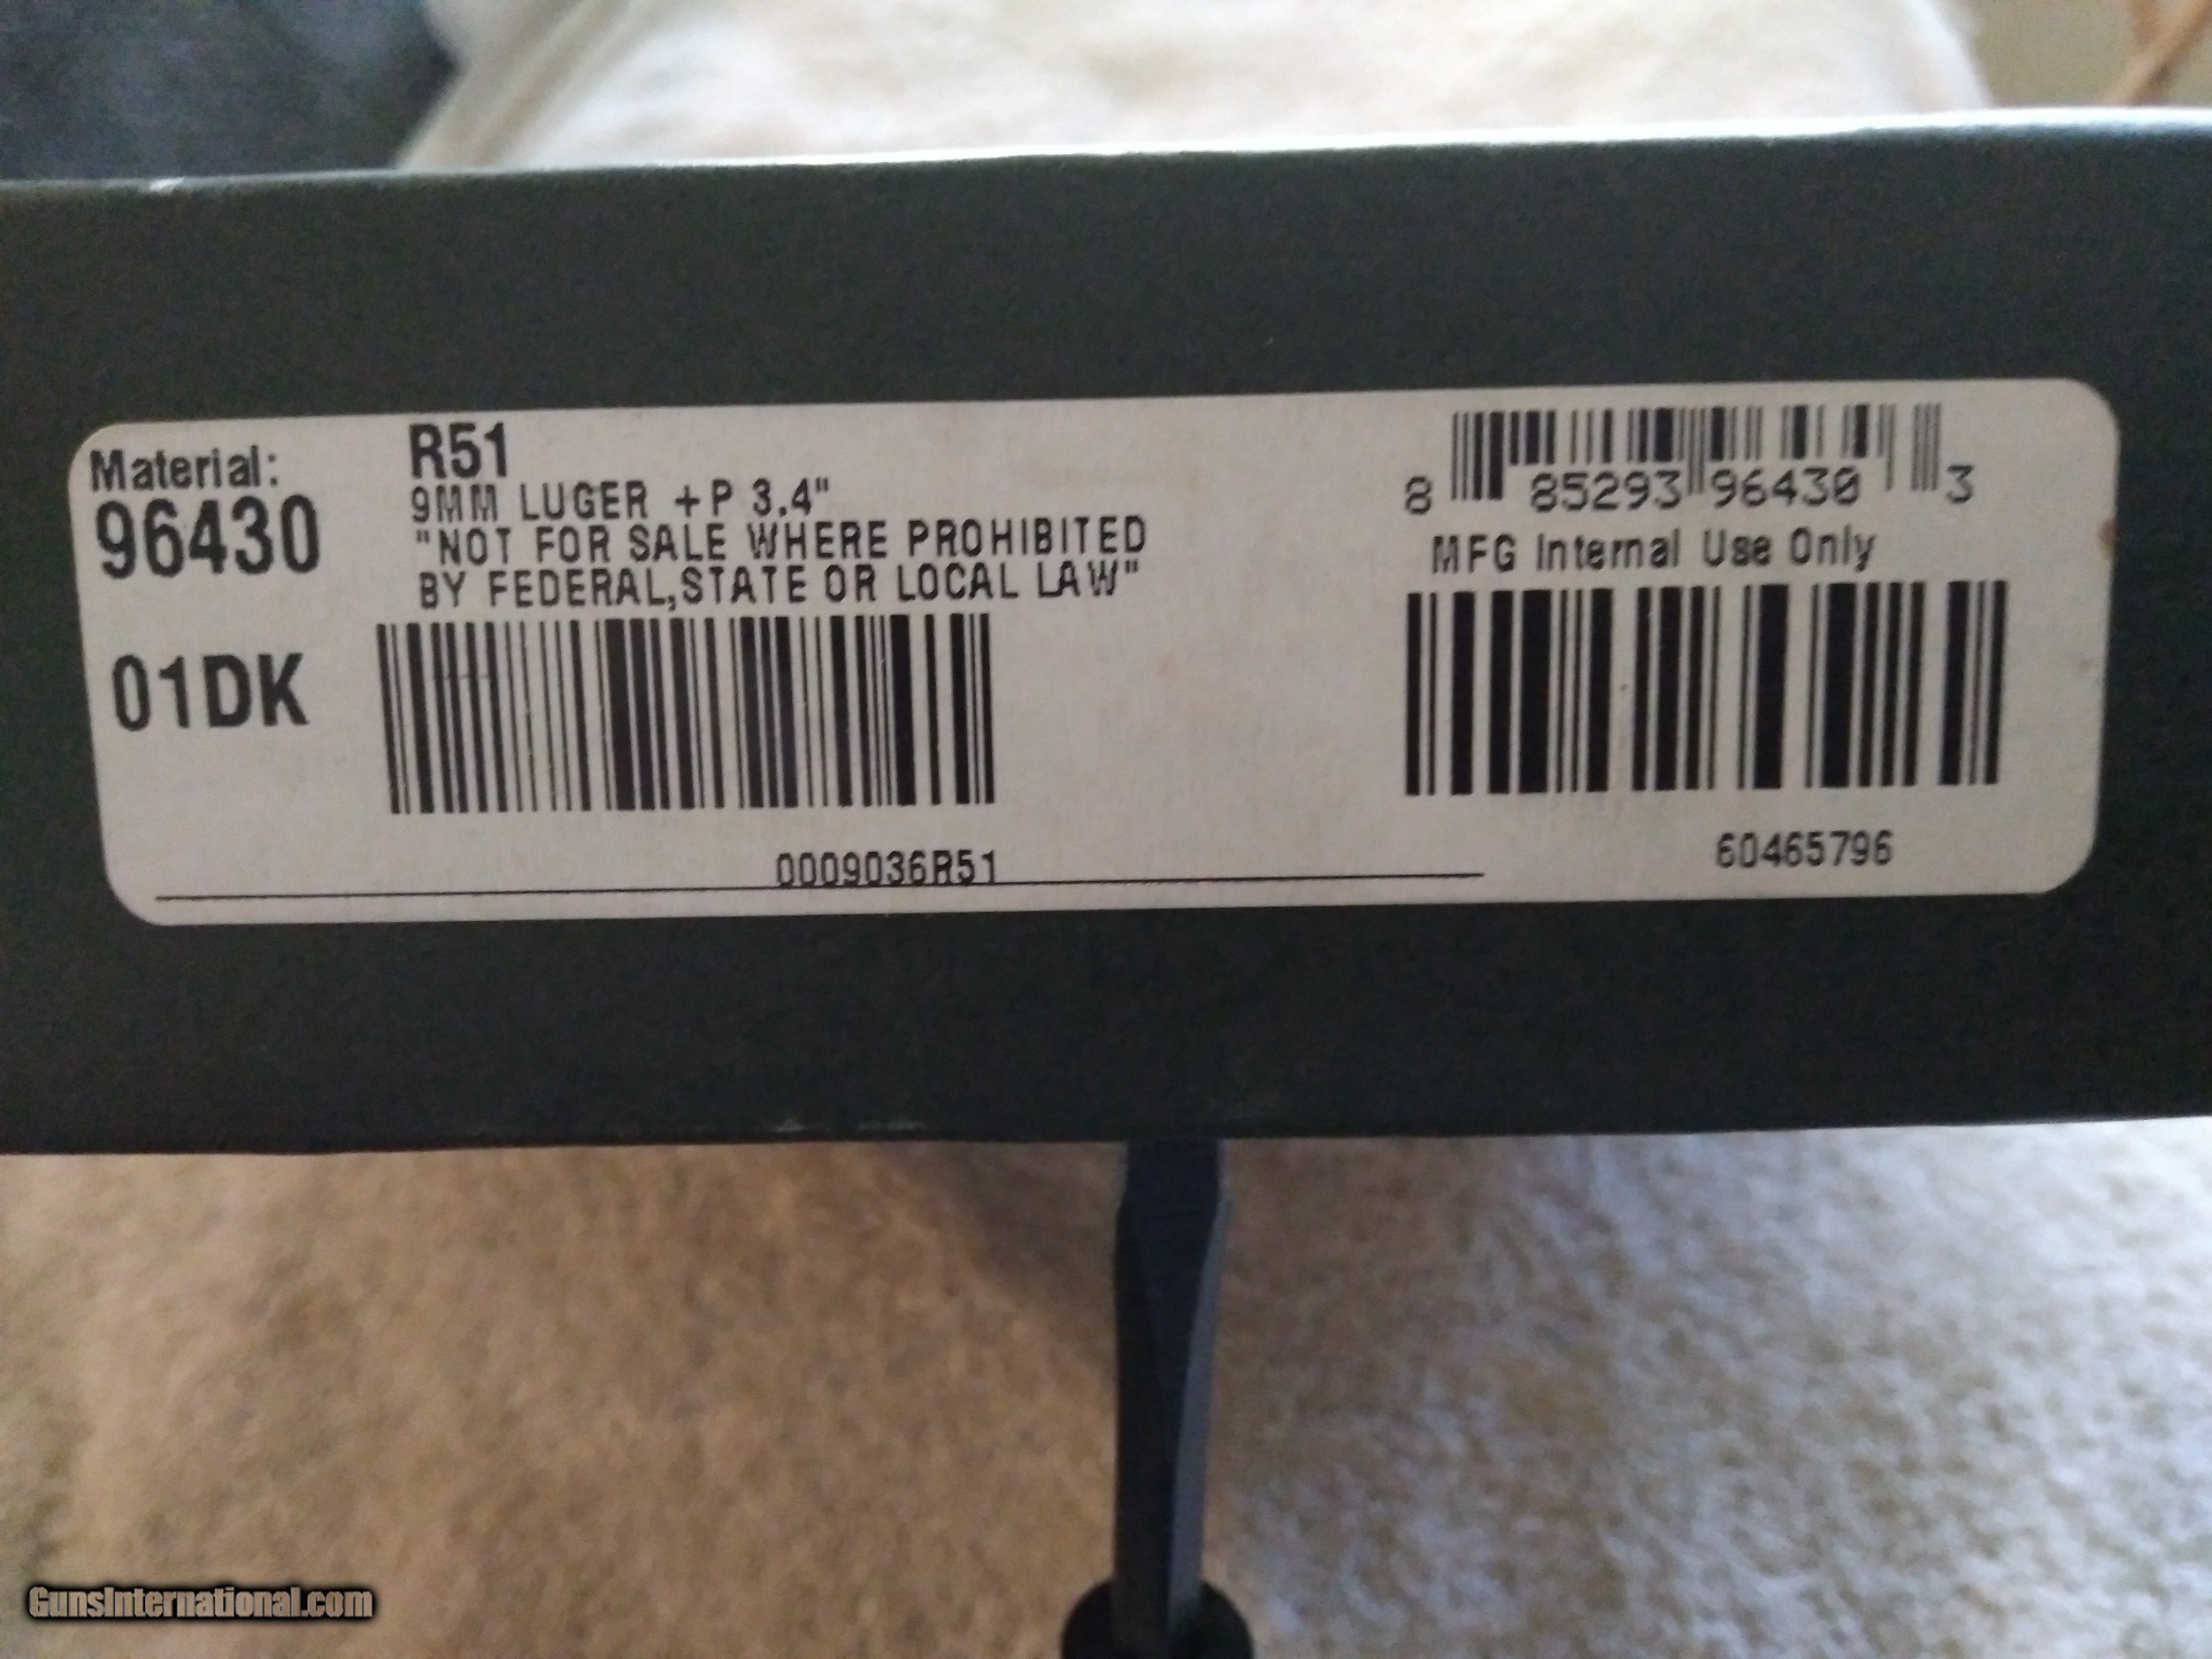 Material:
96430
01DK
R51
9MM LUGER +P 3.4"
"NOT FOR SALE WHERE PROHIBITED
BY FEDERAL,STATE OR LOCAL LAW"
0009036R51
8 85293 96430 3
MFG Internal Use Only
60465796
GunsInternational.com